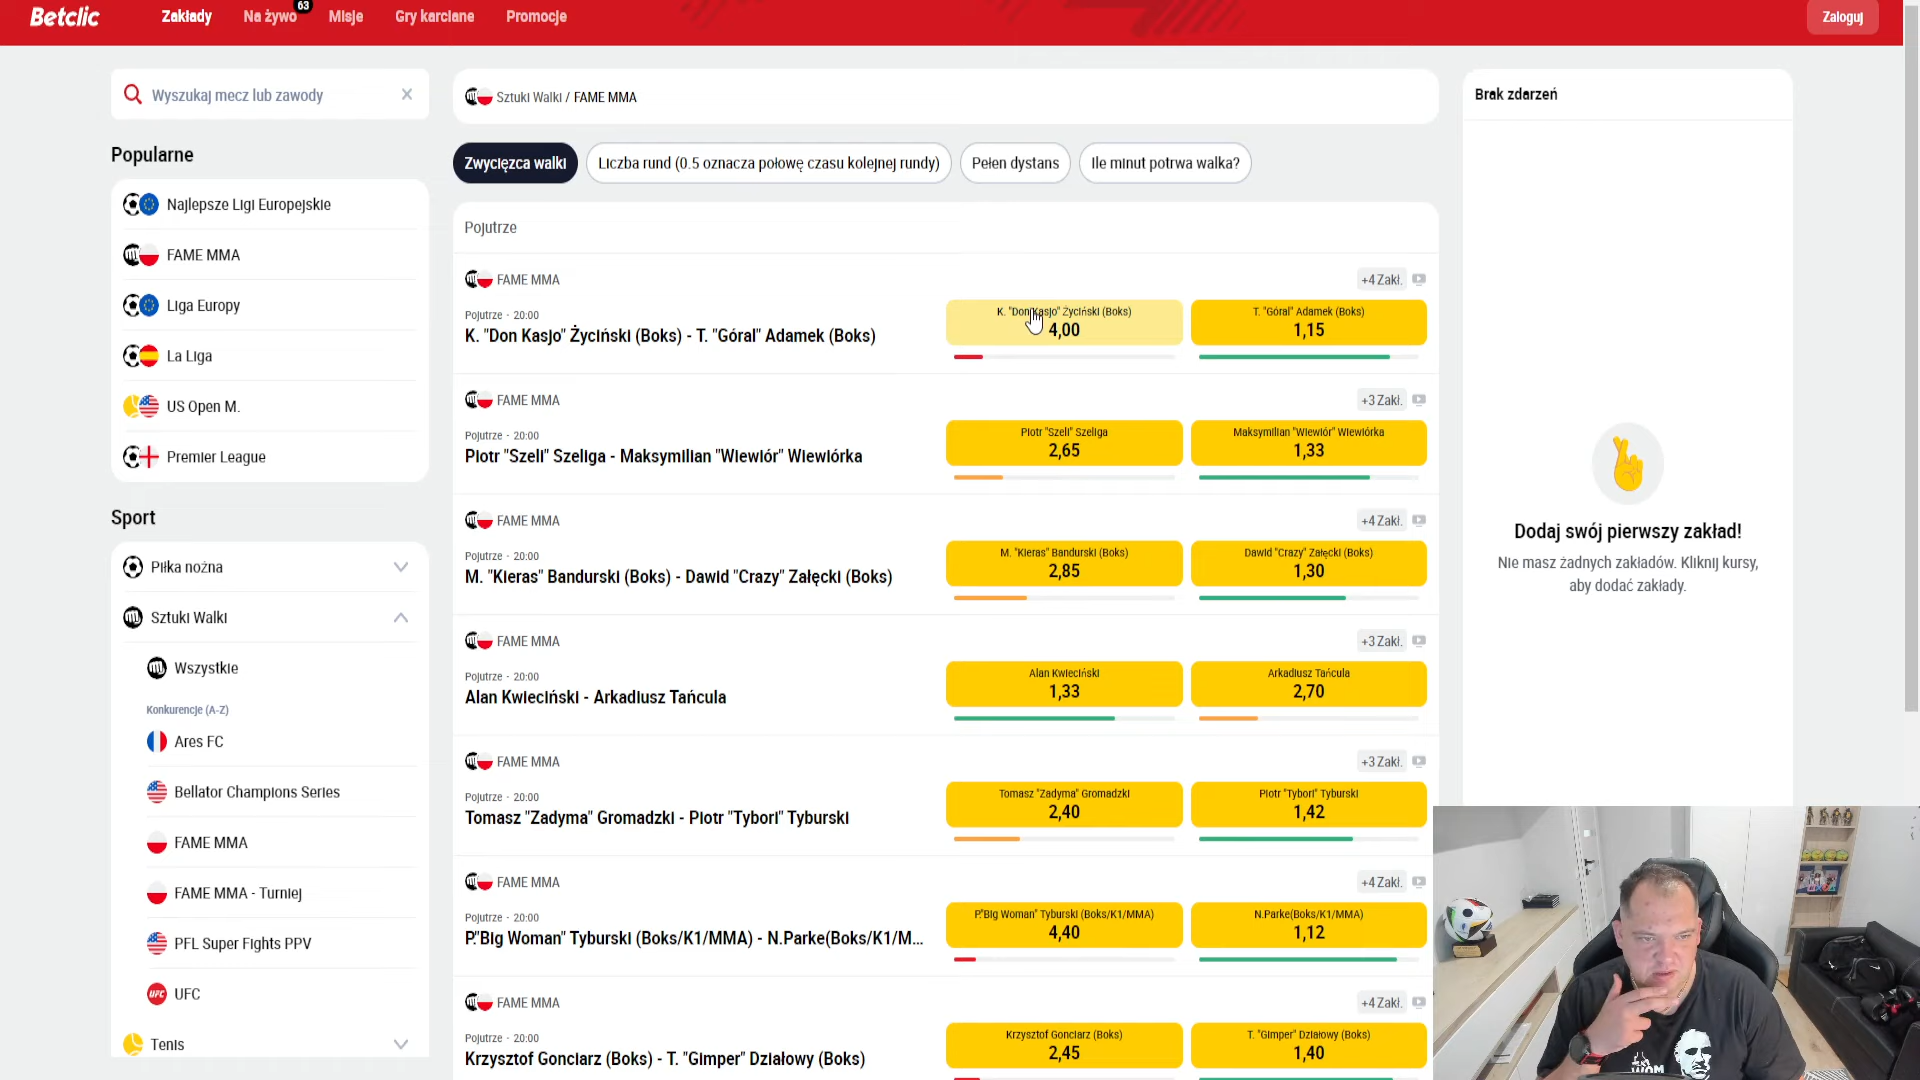 Betclic
Zakłady
Na żywo
63
Misje
Gry karciane
Promocje
Zaloguj
Wyszukaj mecz lub zawody
Sztuki Walki / FAME MMA
Brak zdarzeń
Popularne
Zwycięzca walki
Liczba rund (0.5 oznacza połowę czasu kolejnej rundy)
Pełen dystans
Ile minut potrwa walka?
Najlepsze Ligi Europejskie
FAME MMA
Liga Europy
La Liga
US Open M.
Premier League
Sport
Piłka nożna
Sztuki Walki
Wszystkie
Konkurencje (A-Z)
Ares FC
Bellator Champions Series
FAME MMA
FAME MMA - Turniej
PFL Super Fights PPV
UFC
UFC
Tenis
Pojutrze
FAME MMA
+4 Zakł.
Pojutrze - 20:00
K. "Don Kasjo" Życiński (Boks) - T. "Góral" Adamek (Boks)
K. "Don Kasjo" Życiński (Boks)
4,00
T. "Góral" Adamek (Boks)
1,15
FAME MMA
+3 Zakł.
Pojutrze - 20:00
Piotr "Szeli" Szeliga - Maksymilian "Wiewiór" Wiewiórka
Piotr "Szeli" Szeliga
2,65
Maksymilian "Wiewiór" Wiewiórka
1,33
FAME MMA
+4 Zakł.
Pojutrze - 20:00
M. "Kieras" Bandurski (Boks) - Dawid "Crazy" Załęcki (Boks)
M. "Kieras" Bandurski (Boks)
2,85
Dawid "Crazy" Załęcki (Boks)
1,30
FAME MMA
+3 Zakł.
Pojutrze - 20:00
Alan Kwieciński - Arkadiusz Tańcula
Alan Kwieciński
1,33
Arkadiusz Tańcula
2,70
FAME MMA
+3 Zakł.
Pojutrze - 20:00
Tomasz "Zadyma" Gromadzki - Piotr "Tybori" Tyburski
Tomasz "Zadyma" Gromadzki
2,40
Piotr "Tybori" Tyburski
1,42
FAME MMA
+4 Zakł.
Pojutrze - 20:00
P."Big Woman" Tyburski (Boks/K1/MMA) - N.Parke(Boks/K1/M...
P."Big Woman" Tyburski (Boks/K1/MMA)
4,40
N.Parke(Boks/K1/MMA)
1,12
FAME MMA
+4 Zakł.
Pojutrze - 20:00
Krzysztof Gonciarz (Boks) - T. "Gimper" Działowy (Boks)
Krzysztof Gonciarz (Boks)
2,45
T. "Gimper" Działowy (Boks)
1,40
Dodaj swój pierwszy zakład!
Nie masz żadnych zakładów. Kliknij kursy,
aby dodać zakłady.